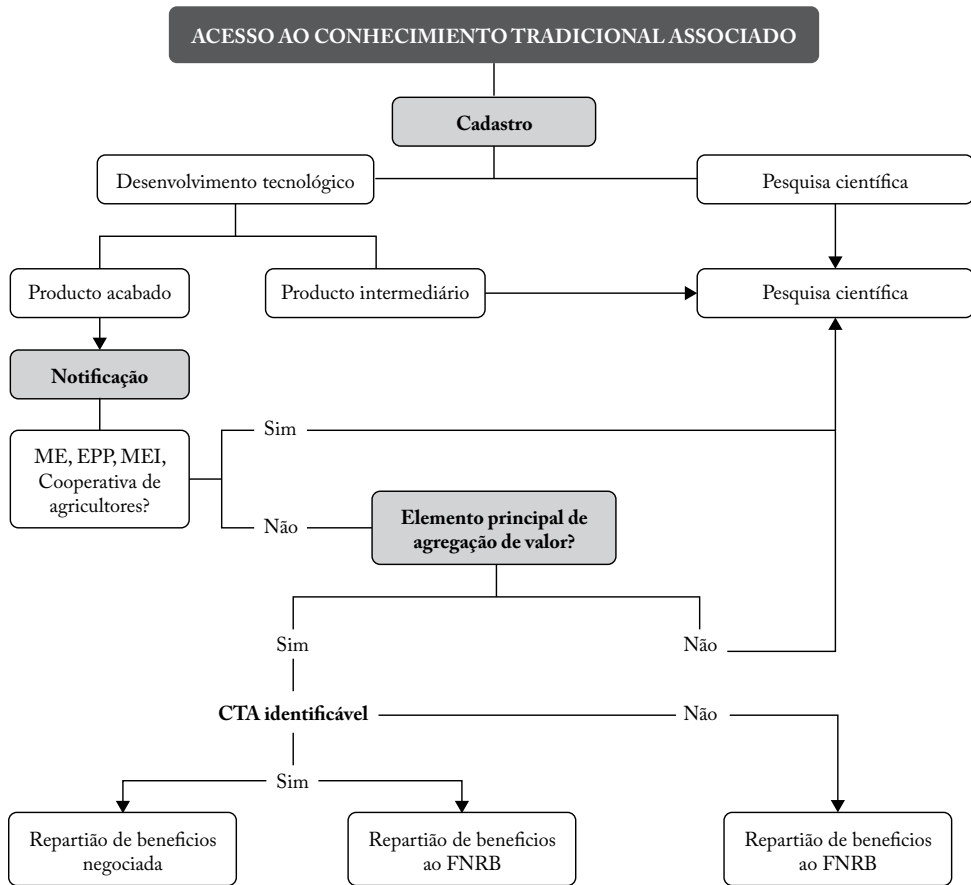 ACESSO AO CONHECIMENTO TRADICIONAL ASSOCIADO
Cadastro
Desenvolvimento tecnológico
Pesquisa científica
Producto acabado
Producto intermediário
Pesquisa científica
Notificação
ME, EPP, MEI,
Cooperativa de
agricultores?
Sim
Não
Elemento principal de
agregação de valor?
Sim
Não
CTA identificável
Não
Sim
Repartião de beneficios
negociada
Repartião de beneficios
ao FNRB
Repartião de beneficios
ao FNRB